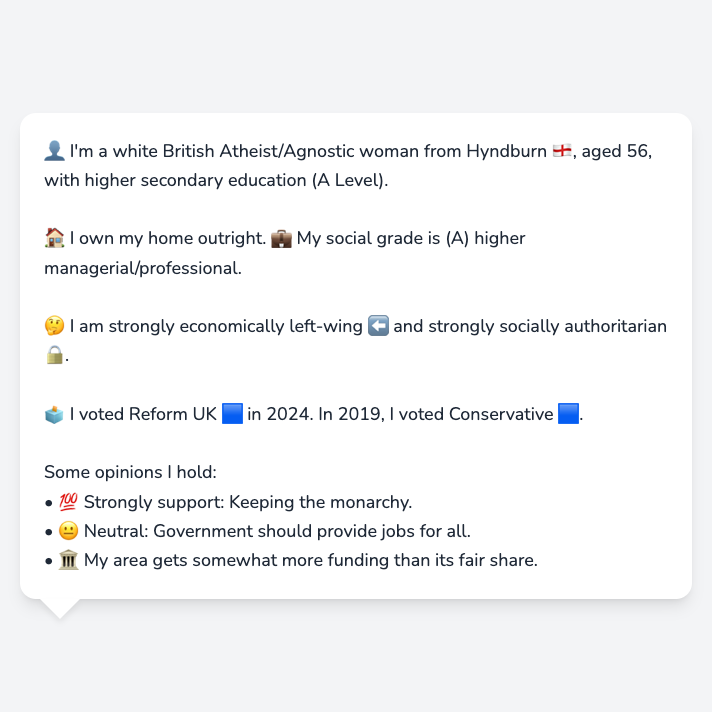 👤 I'm a white British Atheist/Agnostic woman from Hyndburn 🏴󠁧󠁢󠁥󠁮󠁧󠁿, aged 56,
with higher secondary education (A Level).
🏠 I own my home outright. 💼 My social grade is (A) higher
managerial/professional.
🤔 I am strongly economically left-wing ⬅️ and strongly socially authoritarian
🔒.
🗳️ I voted Reform UK 🟦 in 2024. In 2019, I voted Conservative 🟦.
Some opinions I hold:
• 💯 Strongly support: Keeping the monarchy.
• 😐 Neutral: Government should provide jobs for all.
• 🏛️ My area gets somewhat more funding than its fair share.